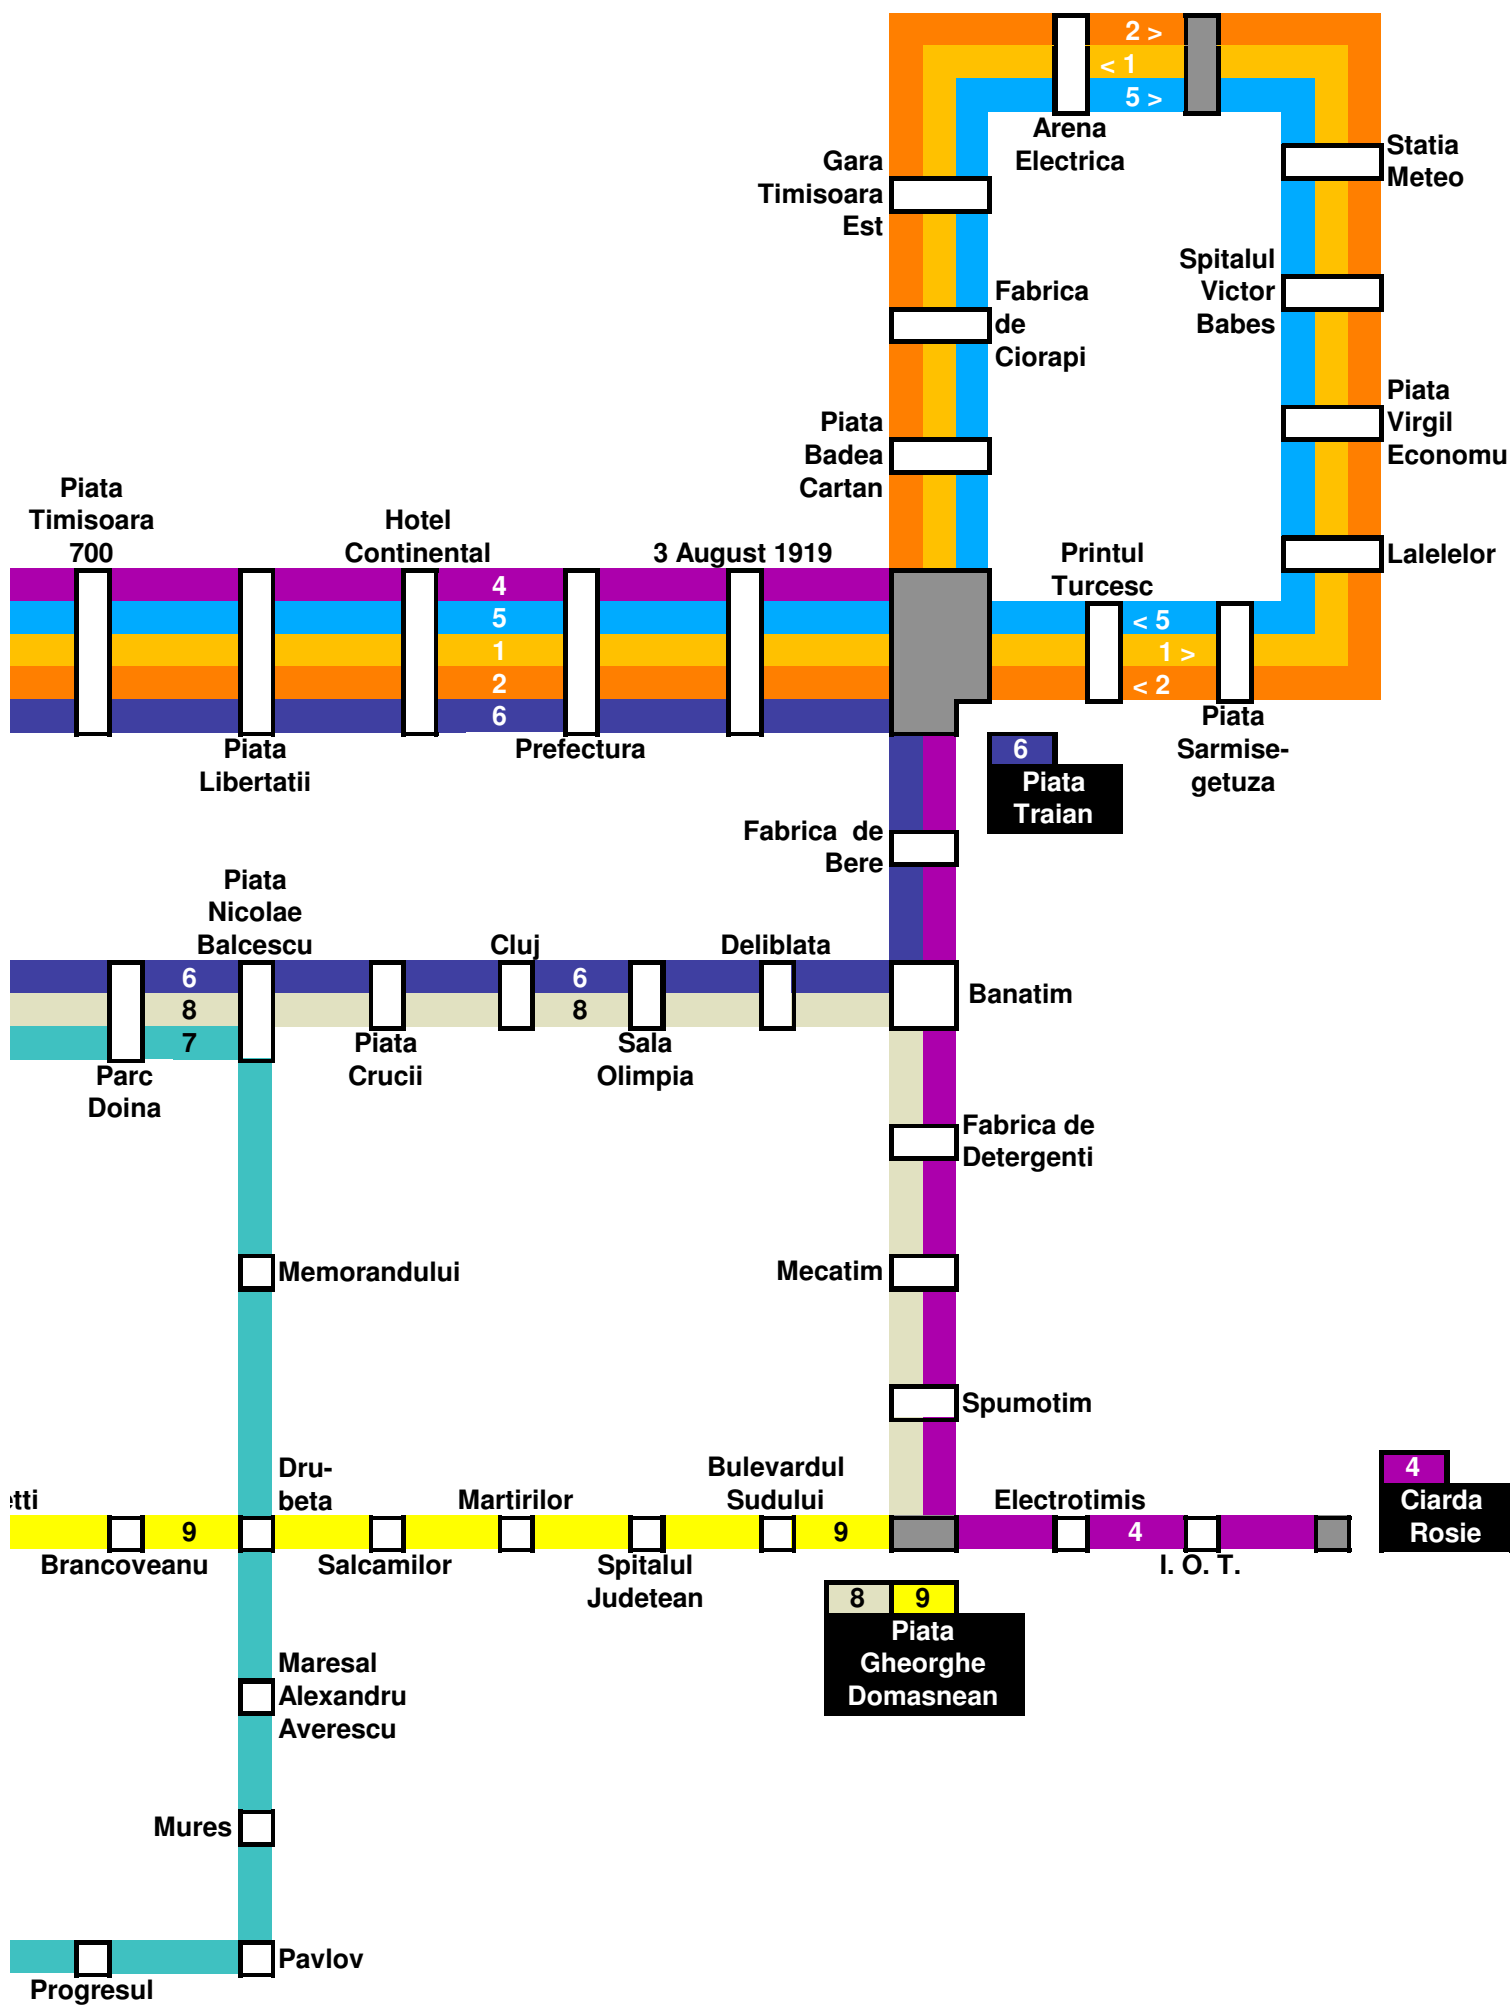 2 >
< 1
5 >
Arena
Electrica
Statia
Meteo
Gara
Timisoara
Est
Spitalul
Victor
Babes
Fabrica
de
Ciorapi
Piata
Virgil
Economu
Piata
Badea
Cartan
Piata
Timisoara
700
Hotel
Continental
3 August 1919
Printul
Turcesc
Lalelelor
4
5
1
2
6
< 5
1 >
< 2
Piata
Libertatii
Prefectura
Piata
Sarmise-
getuza
6
Piata
Traian
Fabrica de
Bere
Piata
Nicolae
Balcescu
Cluj
Deliblata
6
8
7
6
8
Banatim
Parc
Doina
Piata
Crucii
Sala
Olimpia
Fabrica de
Detergenti
Memorandului
Mecatim
Spumotim
Dru-
beta
Martirilor
Bulevardul
Sudului
Electrotimis
4
Ciarda
Rosie
9
9
4
Brancoveanu
Salcamilor
Spitalul
Judetean
I. O. T.
8 9
Piata
Gheorghe
Domasnean
Maresal
Alexandru
Averescu
Mures
Pavlov
Progresul